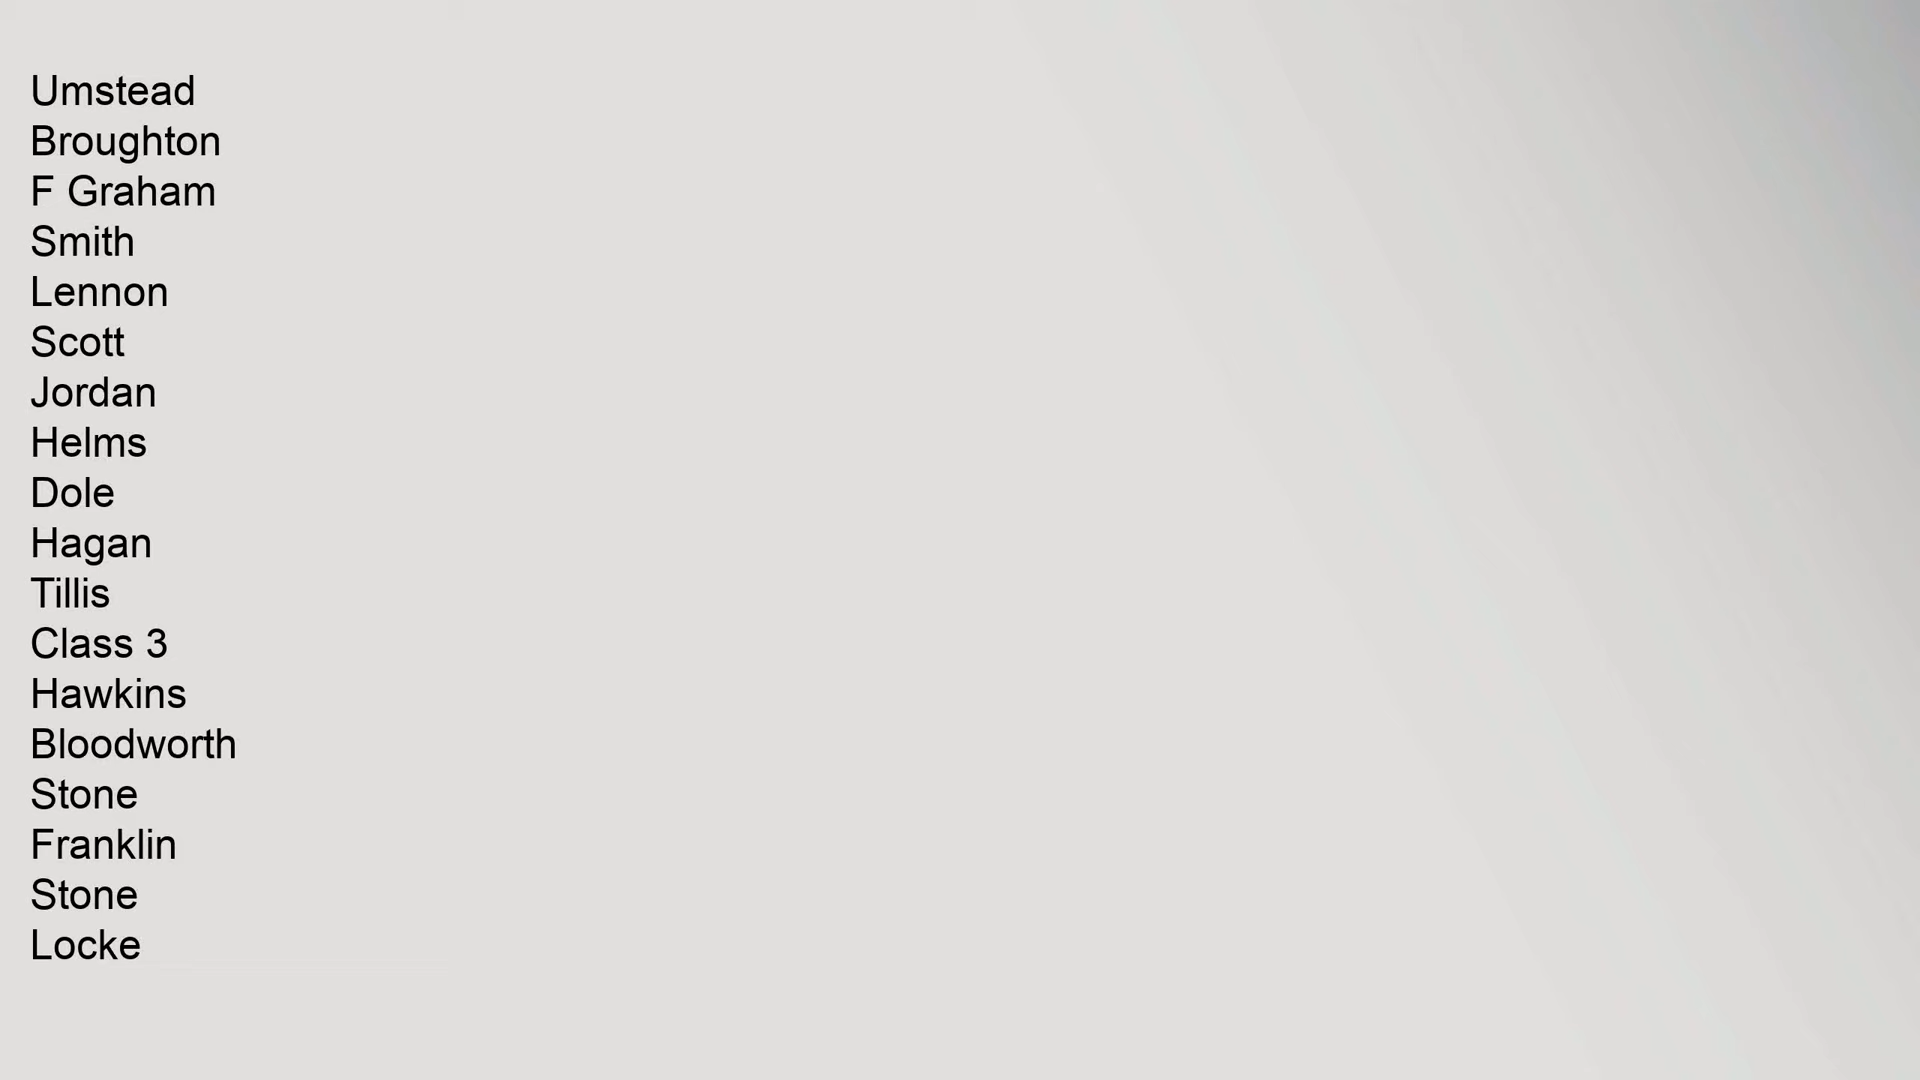 Umstead
Broughton
F Graham
Smith
Lennon
Scott
Jordan
Helms
Dole
Hagan
Tillis
Class 3
Hawkins
Bloodworth
Stone
Franklin
Stone
Locke